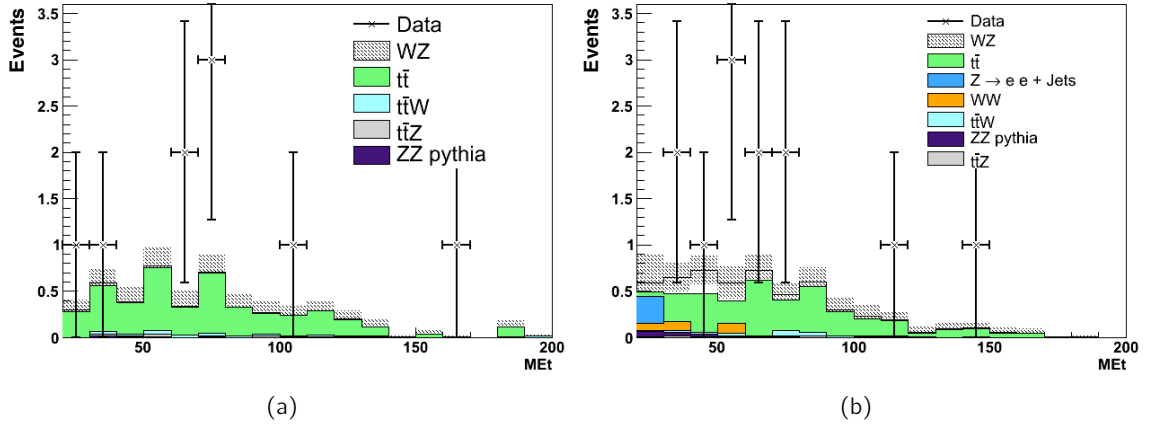 Events
3.5
3
2.5
2
1.5
1
0.5
0
50
100
150
200
MEt
Data
WZ
tt̄
tt̄W
tt̄Z
ZZ pythia
(a)
Events
3.5
3
2.5
2
1.5
1
0.5
0
50
100
150
200
MEt
Data
WZ
tt̄
Z → e e + Jets
WW
tt̄W
ZZ pythia
tt̄Z
(b)